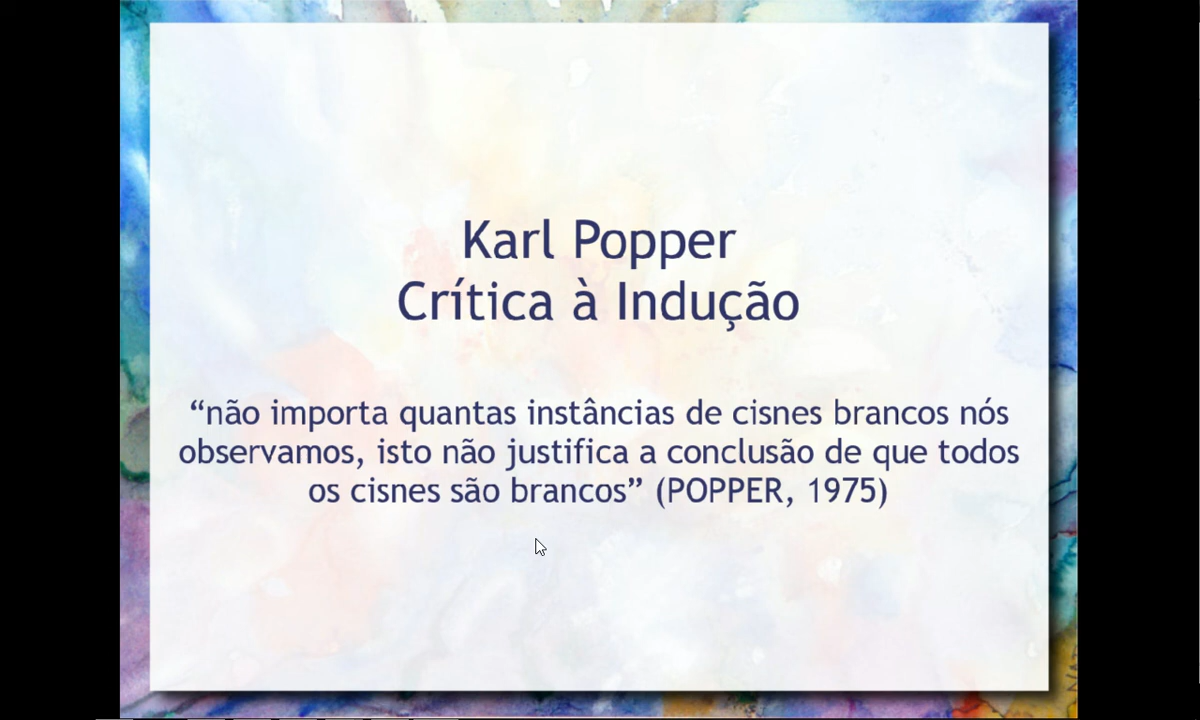 Karl Popper
Crítica à Indução
“não importa quantas instâncias de cisnes brancos nós
observamos, isto não justifica a conclusão de que todos
os cisnes são brancos” (POPPER, 1975)